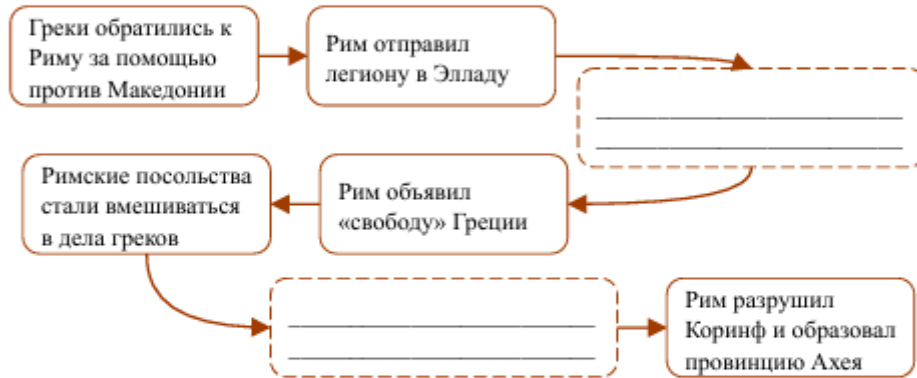 Греки обратились к
Риму за помощью
против Македонии
Рим отправил
легиону в Элладу
Рим объявил
«свободу» Греции
Римские посольства
стали вмешиваться
в дела греков
Рим разрушил
Коринф и образовал
провинцию Ахея